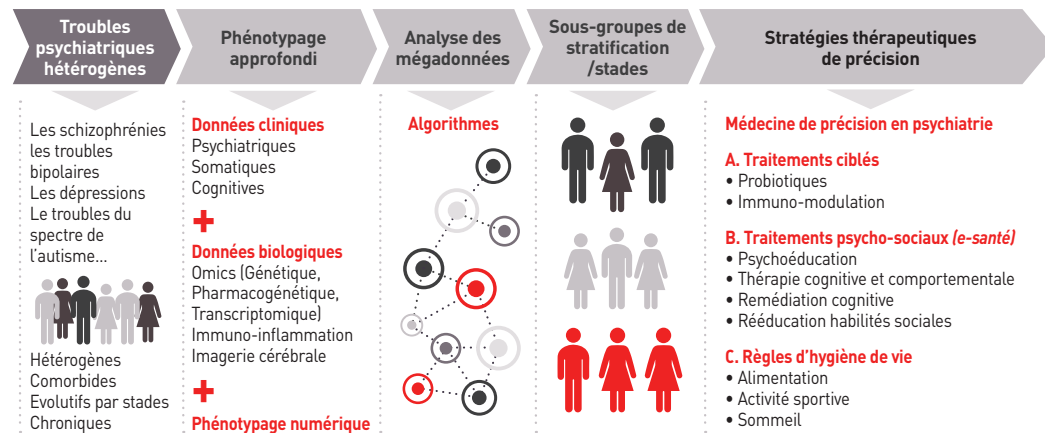 Troubles
psychiatriques
hétérogènes
Phénotypage
approfondi
Analyse des
mégadonnées
Sous-groupes de
stratification
/stades
Stratégies thérapeutiques
de précision
Les schizophrénies
les troubles
bipolaires
Les dépressions
Le troubles du
spectre de
l'autisme...
Hétérogènes
Comorbides
Evolutifs par stades
Chroniques
Données cliniques
Psychiatriques
Somatiques
Cognitives
+
Données biologiques
Omics (Génétique,
Pharmacogénétique,
Transcriptomique)
Immuno-inflammation
Imagerie cérébrale
+
Phénotypage numérique
Algorithmes
Médecine de précision en psychiatrie
A. Traitements ciblés
• Probiotiques
• Immuno-modulation
B. Traitements psycho-sociaux (e-santé)
• Psychoéducation
• Thérapie cognitive et comportementale
• Remédiation cognitive
• Rééducation habilités sociales
C. Règles d'hygiène de vie
• Alimentation
• Activité sportive
• Sommeil